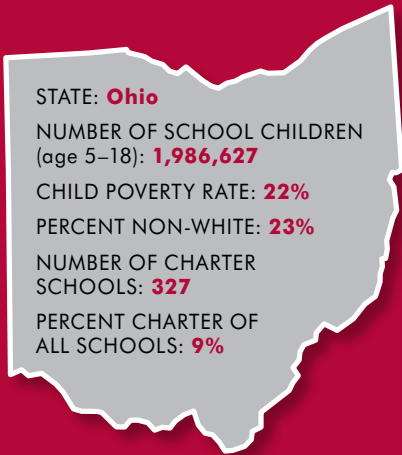 STATE: Ohio
NUMBER OF SCHOOL CHILDREN
(age 5–18): 1,986,627
CHILD POVERTY RATE: 22%
PERCENT NON-WHITE: 23%
NUMBER OF CHARTER
SCHOOLS: 327
PERCENT CHARTER OF
ALL SCHOOLS: 9%